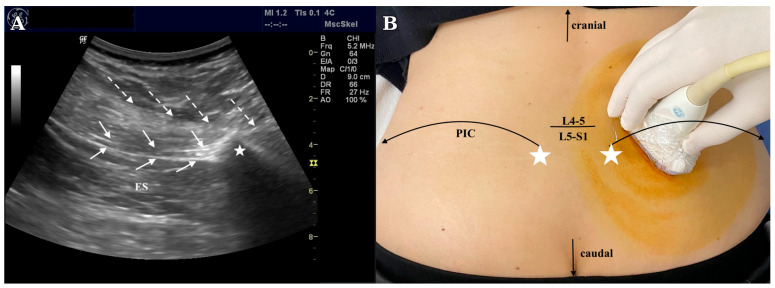 A
MI 1.2 TIs 0.1 4C
--:--:-- MscSkel
B CHI
Frq 5.2 MHz
Gn 64
E/A 0/3
Map C/1/0
D 9.0 cm
DR 66
FR 27 Hz
AO 100 %
0
2
4
6
8
ES
B
cranial
L4-5
L5-S1
PIC
caudal